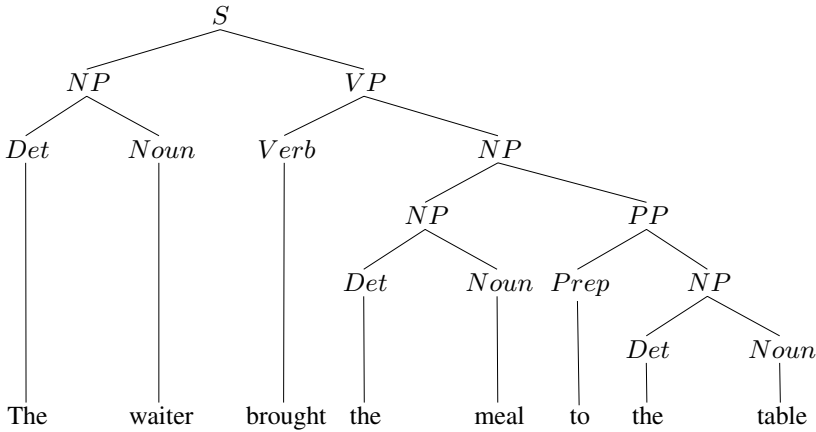 S
NP VP
Det Noun Verb NP
NP PP
Det Noun Prep NP
Det Noun
The waiter brought the meal to the table